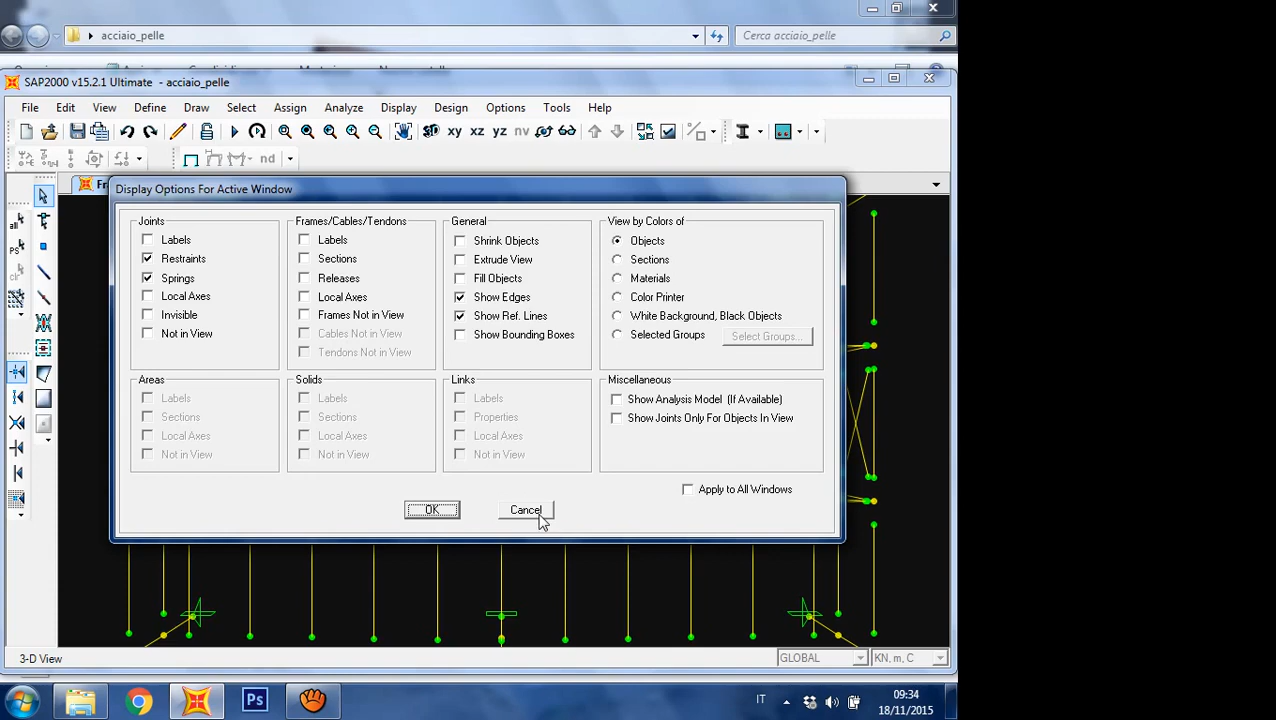 acciaio_pelle
Cerca acciaio_pelle
SAP2000 v15.2.1 Ultimate - acciaio_pelle
File Edit View Define Draw Select Assign Analyze Display Design Options Tools Help
3D xy xz yz nv
nd
all
PS
clr
Display Options For Active Window
Joints
Labels
Restraints
Springs
Local Axes
Invisible
Not in View
Frames/Cables/Tendons
Labels
Sections
Releases
Local Axes
Frames Not in View
Cables Not in View
Tendons Not in View
General
Shrink Objects
Extrude View
Fill Objects
Show Edges
Show Ref. Lines
Show Bounding Boxes
View by Colors of
Objects
Sections
Materials
Color Printer
White Background, Black Objects
Selected Groups
Select Groups...
Areas
Labels
Sections
Local Axes
Not in View
Solids
Labels
Sections
Local Axes
Not in View
Links
Labels
Properties
Local Axes
Not in View
Miscellaneous
Show Analysis Model (If Available)
Show Joints Only For Objects In View
Apply to All Windows
OK
Cancel
3-D View
GLOBAL
KN, m, C
Ps
IT
09:34
18/11/2015